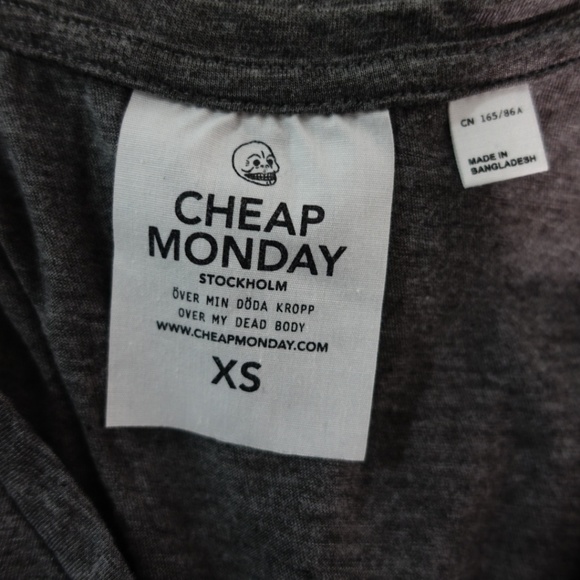 CHEAP
MONDAY
STOCKHOLM
ÖVER MIN DÖDA KROPP
OVER MY DEAD BODY
WWW.CHEAPMONDAY.COM
XS
CN 165/86A
MADE IN
BANGLADESH